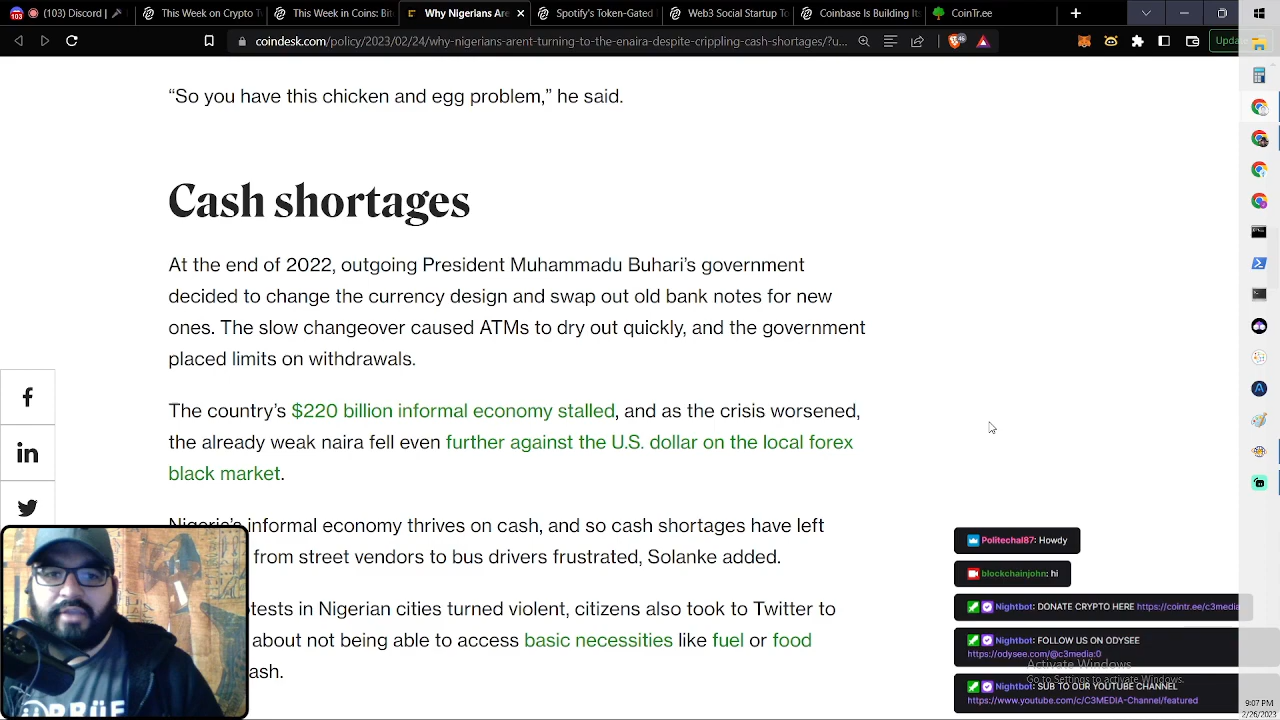 (103) Discord |
This Week on Crypto T
This Week in Coins Bit
Why Nigerians Are
Spotify's Token-Gated
Web3 Social Startup To
Coinbase Is Building Its
CoinTr.ee
coindesk.com/policy/2023/02/24/why-nigerians-arent-turning-to-the-enaira-despite-crippling-cash-shortages/?u...
46
Upda
“So you have this chicken and egg problem,” he said.
Cash shortages
At the end of 2022, outgoing President Muhammadu Buhari’s government
decided to change the currency design and swap out old bank notes for new
ones. The slow changeover caused ATMs to dry out quickly, and the government
placed limits on withdrawals.
The country’s $220 billion informal economy stalled, and as the crisis worsened,
the already weak naira fell even further against the U.S. dollar on the local forex
black market.
Nigeria’s informal economy thrives on cash, and so cash shortages have left
from street vendors to bus drivers frustrated, Solanke added.
tests in Nigerian cities turned violent, citizens also took to Twitter to
about not being able to access basic necessities like fuel or food
ash.
Politechal87: Howdy
blockchainjohn: hi
Nightbot: DONATE CRYPTO HERE https://cointr.ee/c3media
Nightbot: FOLLOW US ON ODYSEE
https://odysee.com/@c3media:0
Activate Windows
Go to Settings to activate Windows.
Nightbot: SUB TO OUR YOUTUBE CHANNEL
https://www.youtube.com/c/C3MEDIA-Channel/featured
9:07 PM
2/26/2023